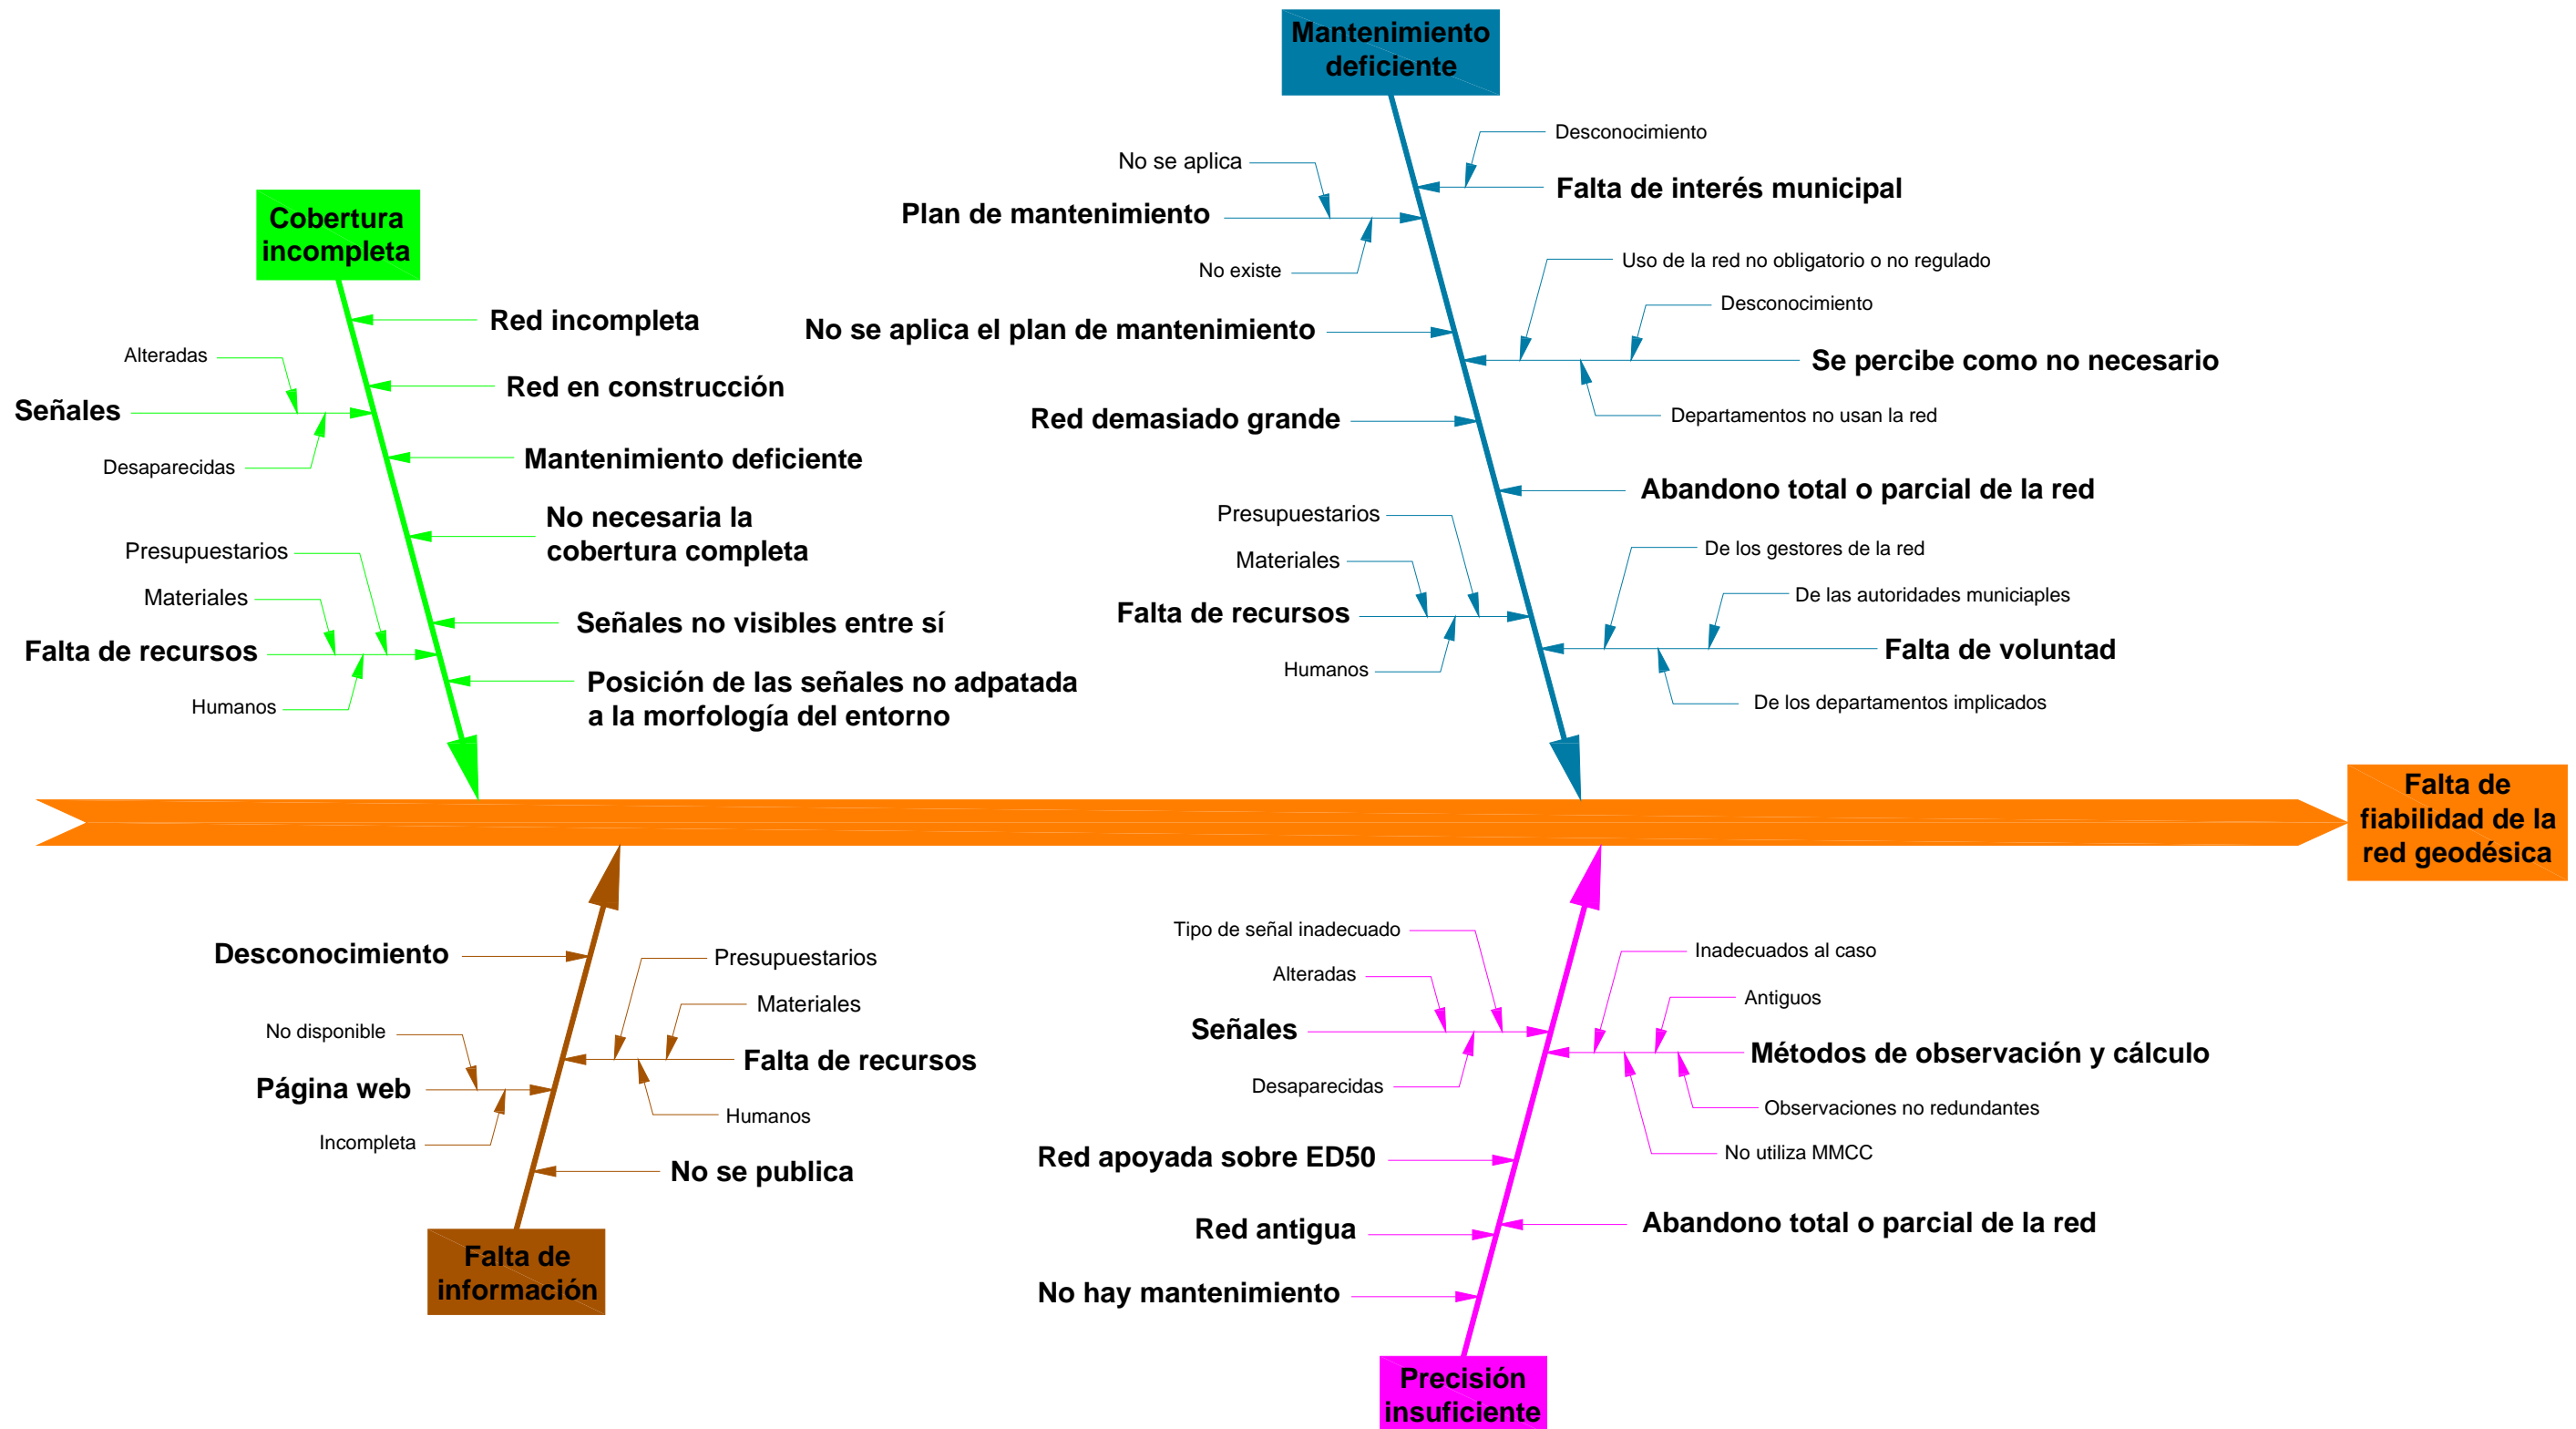 Mantenimiento
deficiente
Desconocimiento
No se aplica
Falta de interés municipal
Plan de mantenimiento
No existe
Uso de la red no obligatorio o no regulado
Desconocimiento
No se aplica el plan de mantenimiento
Se percibe como no necesario
Departamentos no usan la red
Red demasiado grande
Abandono total o parcial de la red
Presupuestarios
Materiales
Falta de recursos
Humanos
De los gestores de la red
De las autoridades municiaples
Falta de voluntad
De los departamentos implicados
Cobertura
incompleta
Red incompleta
Alteradas
Red en construcción
Señales
Desaparecidas
Mantenimiento deficiente
No necesaria la
cobertura completa
Presupuestarios
Materiales
Falta de recursos
Humanos
Señales no visibles entre sí
Posición de las señales no adpatada
a la morfología del entorno
Falta de
fiabilidad de la
red geodésica
Desconocimiento
Presupuestarios
Materiales
No disponible
Falta de recursos
Página web
Humanos
Incompleta
No se publica
Falta de
información
Tipo de señal inadecuado
Alteradas
Señales
Desaparecidas
Inadecuados al caso
Antiguos
Métodos de observación y cálculo
Observaciones no redundantes
No utiliza MMCC
Red apoyada sobre ED50
Abandono total o parcial de la red
Red antigua
No hay mantenimiento
Precisión
insuficiente